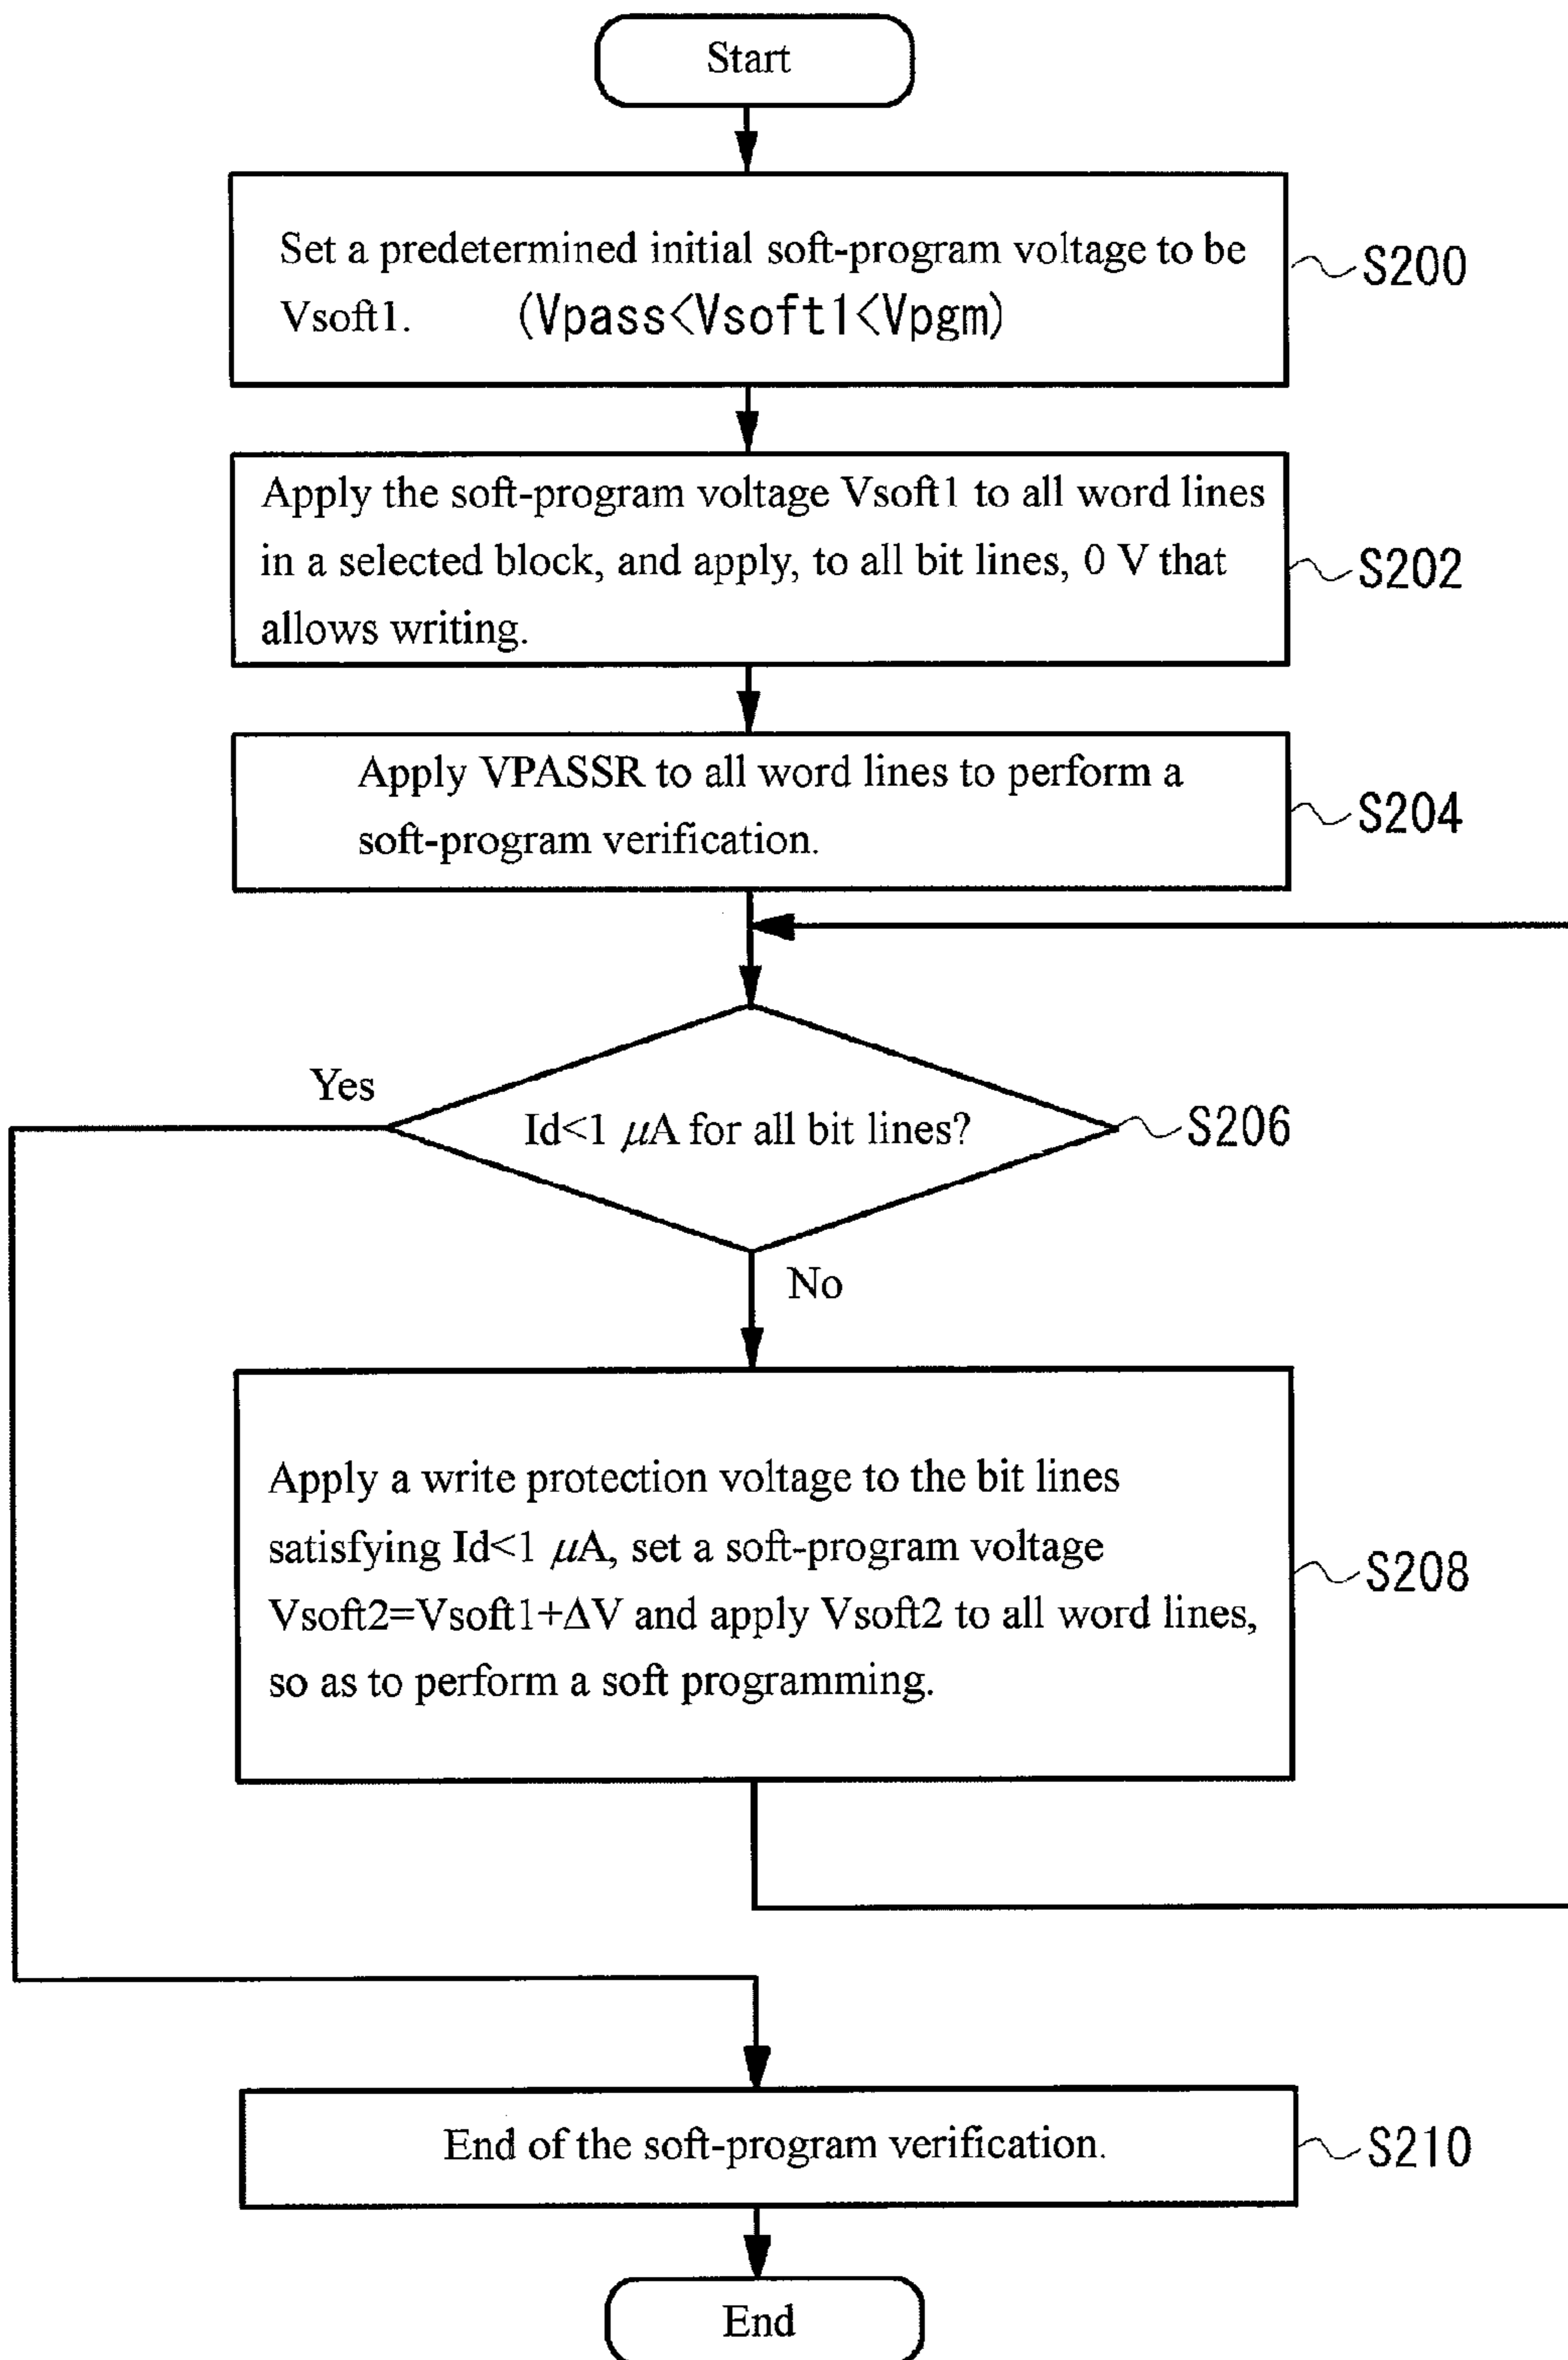 Start
Set a predetermined initial soft-program voltage to be
Vsoft1. (Vpass<Vsoft1<Vpgm)
S200
Apply the soft-program voltage Vsoft1 to all word lines
in a selected block, and apply, to all bit lines, 0 V that
allows writing.
S202
Apply VPASSR to all word lines to perform a
soft-program verification.
S204
Yes
Id<1 μA for all bit lines?
S206
No
Apply a write protection voltage to the bit lines
satisfying Id<1 μA, set a soft-program voltage
Vsoft2=Vsoft1+ΔV and apply Vsoft2 to all word lines,
so as to perform a soft programming.
S208
End of the soft-program verification.
S210
End